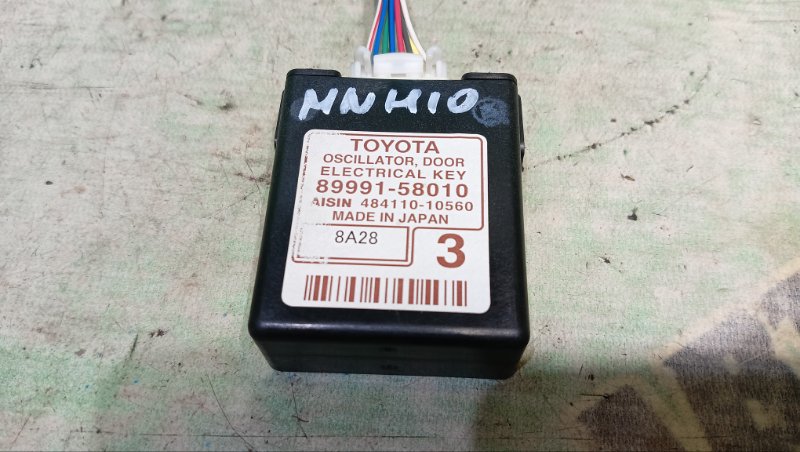 MNH10
TOYOTA
OSCILLATOR, DOOR
ELECTRICAL KEY
89991-58010
AISIN 484110-10560
MADE IN JAPAN
8A28
3